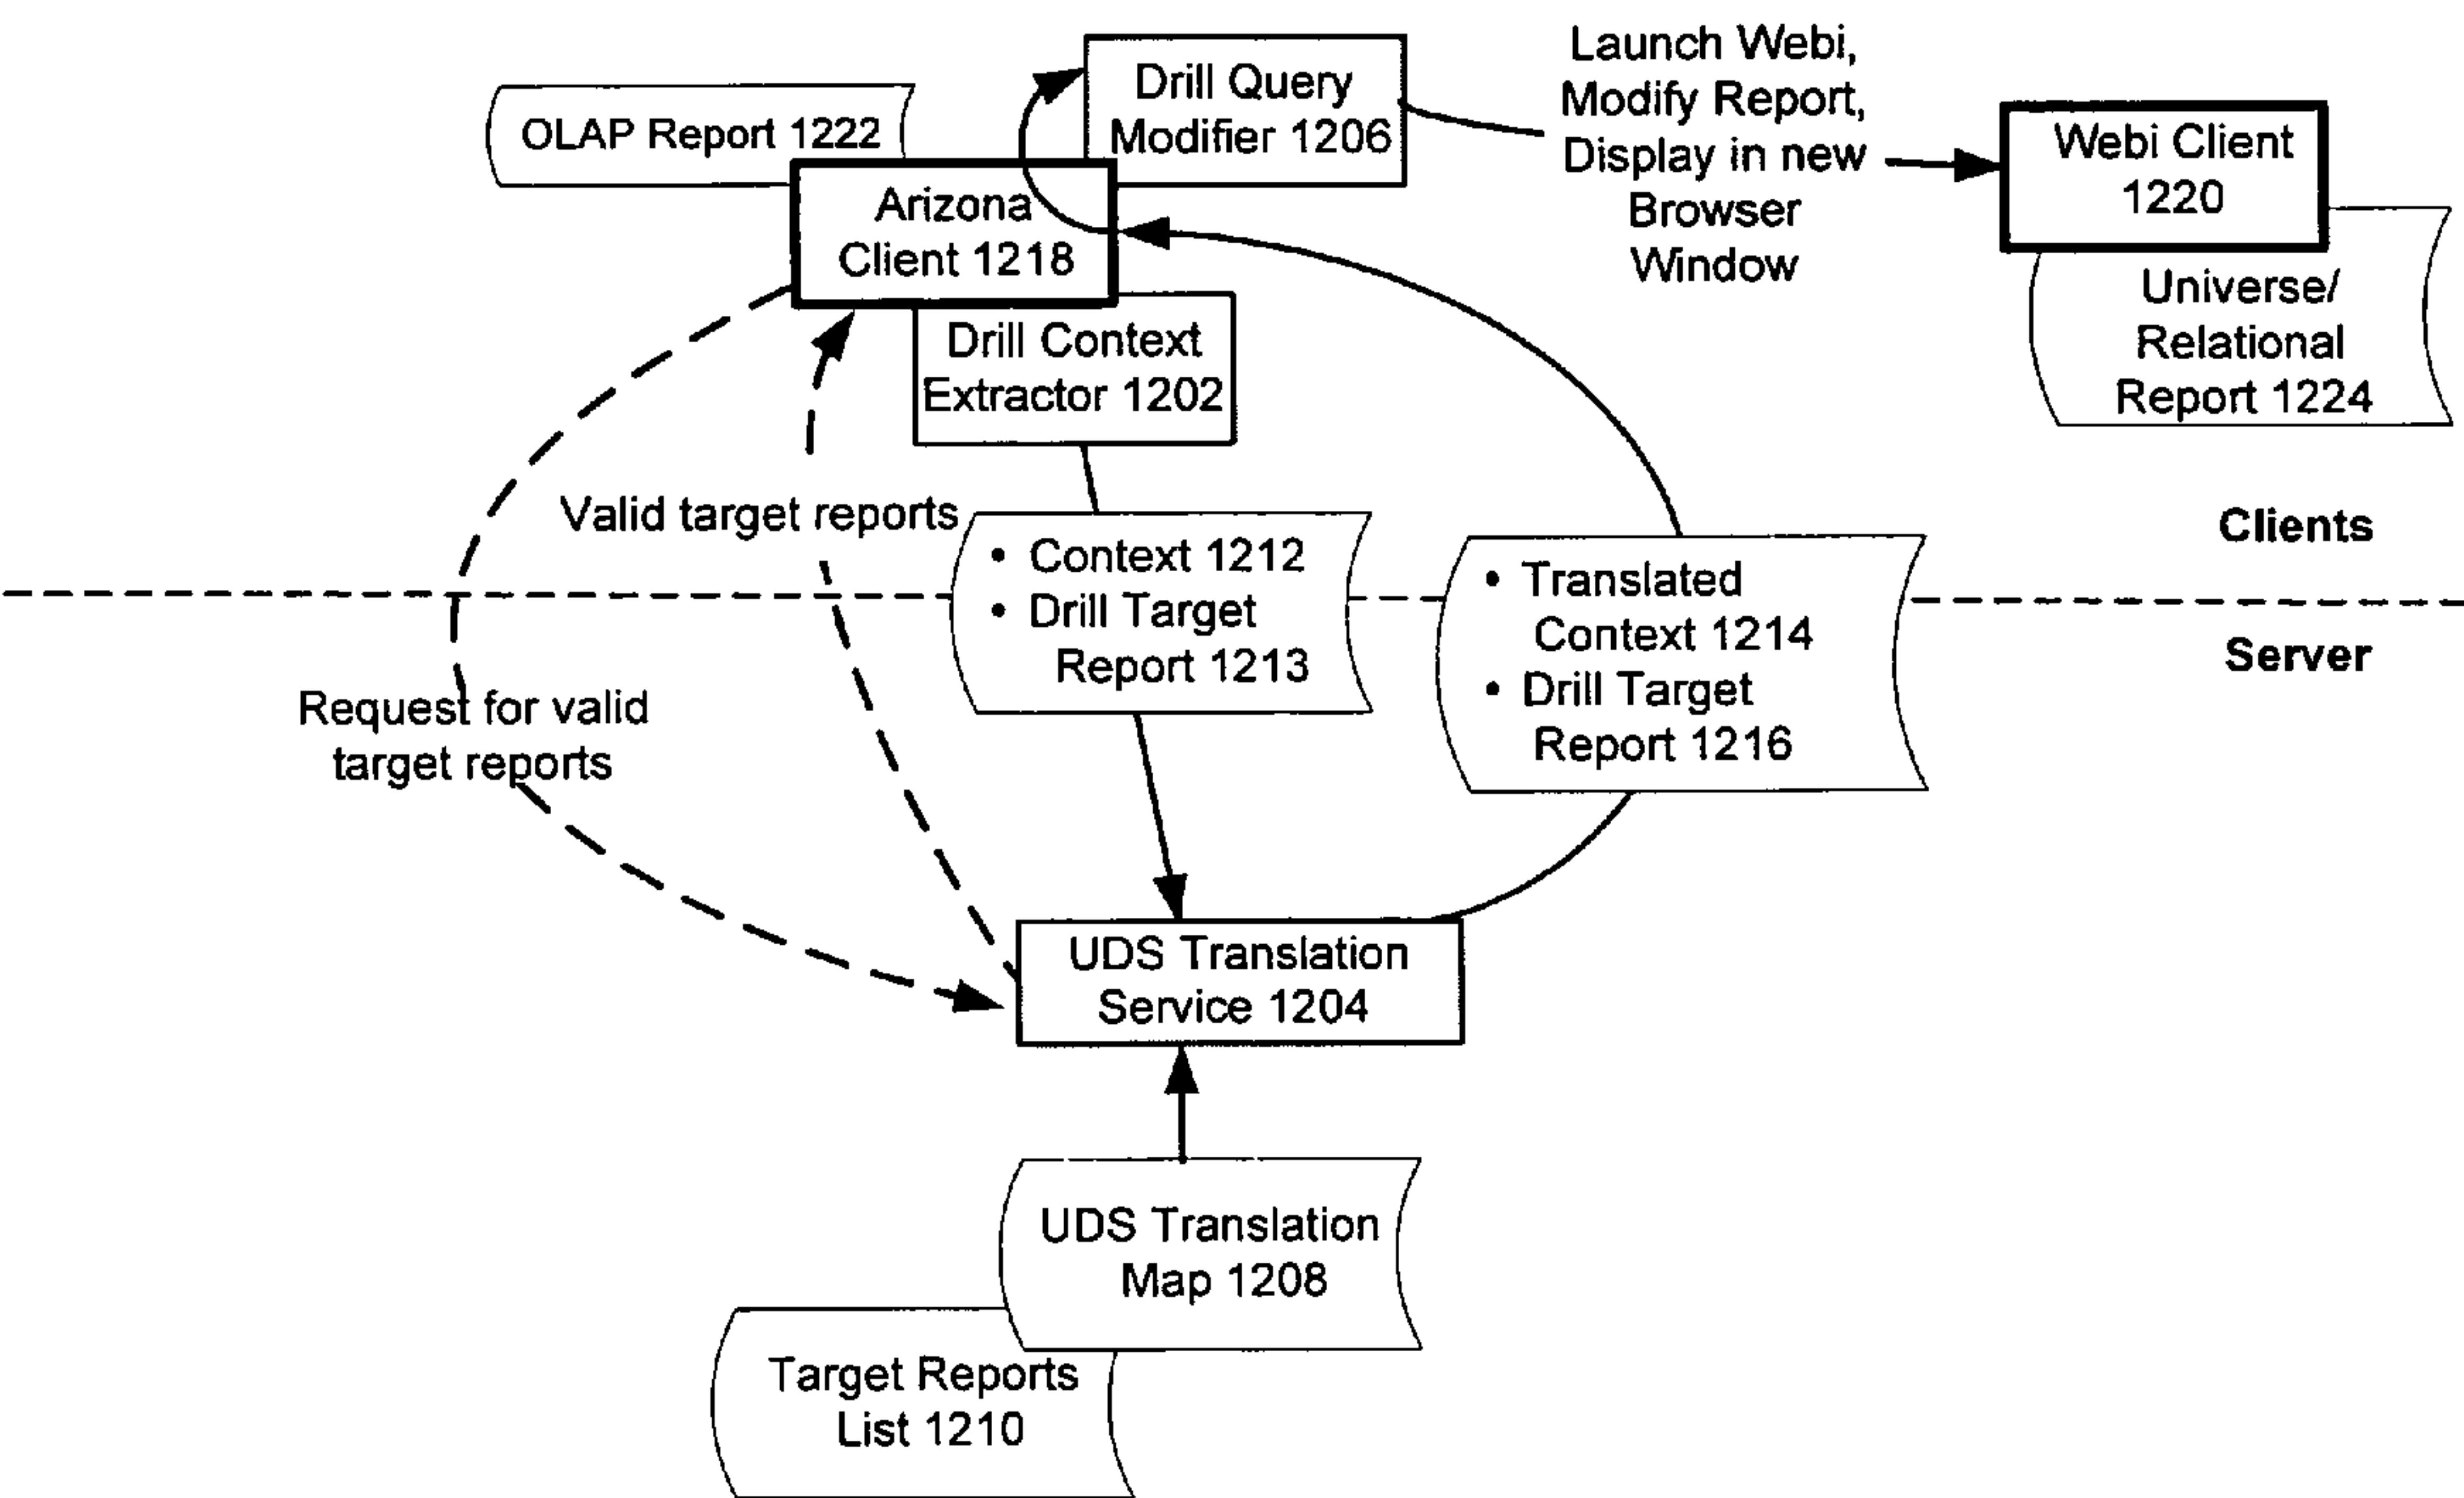 Launch Webi,
Modify Report,
Display in new
Browser
Window
Drill Query
Modifier 1206
OLAP Report 1222
Webi Client
1220
Arizona
Client 1218
Universe/
Relational
Report 1224
Drill Context
Extractor 1202
Valid target reports
Clients
• Context 1212
• Drill Target
Report 1213
• Translated
Context 1214
• Drill Target
Report 1216
Server
Request for valid
target reports
UDS Translation
Service 1204
UDS Translation
Map 1208
Target Reports
List 1210